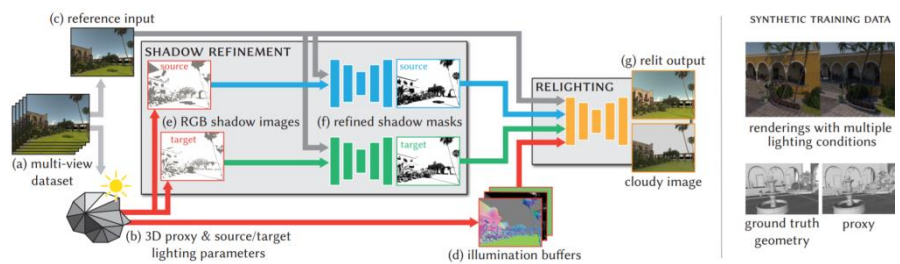 (c) reference input
SHADOW REFINEMENT
source
source
(e) RGB shadow images
(f) refined shadow masks
target
target
(a) multi-view
dataset
(b) 3D proxy & source/target
lighting parameters
(d) illumination buffers
RELIGHTING
(g) relit output
cloudy image
SYNTHETIC TRAINING DATA
renderings with multiple
lighting conditions
ground truth
geometry
proxy